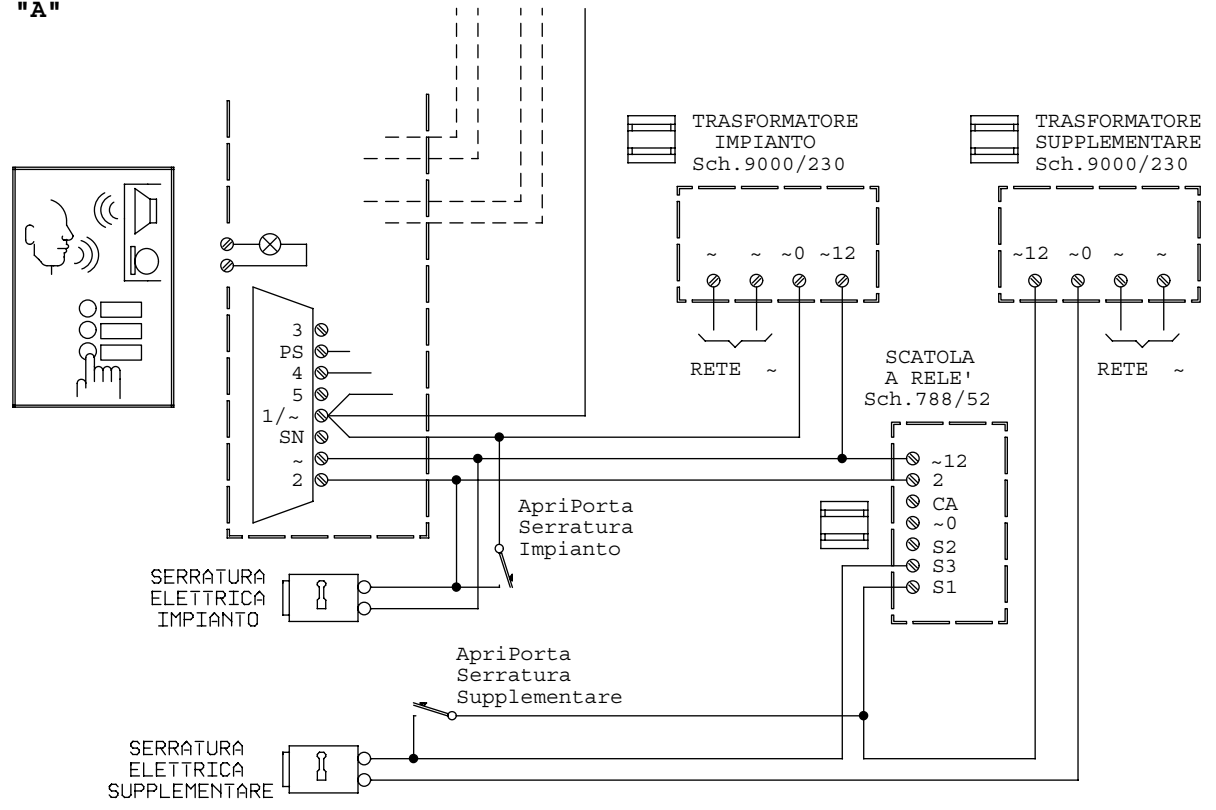 "A"
TRASFORMATORE
IMPIANTO
Sch.9000/230
TRASFORMATORE
SUPPLEMENTARE
Sch.9000/230
~ ~ ~0 ~12
~12 ~0 ~ ~
RETE ~
RETE ~
SCATOLA
A RELE'
Sch.788/52
3
PS
4
5
1/~
SN
~
2
~12
2
CA
~0
S2
S3
S1
ApriPorta
Serratura
Impianto
SERRATURA
ELETTRICA
IMPIANTO
ApriPorta
Serratura
Supplementare
SERRATURA
ELETTRICA
SUPPLEMENTARE